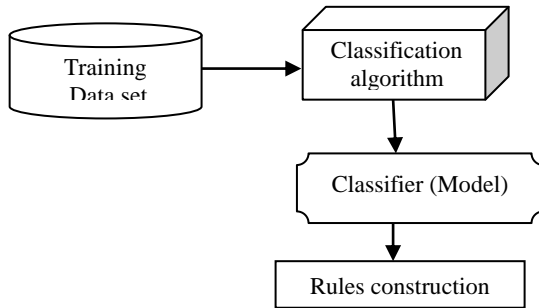 Training
Data set
Classification
algorithm
Classifier (Model)
Rules construction